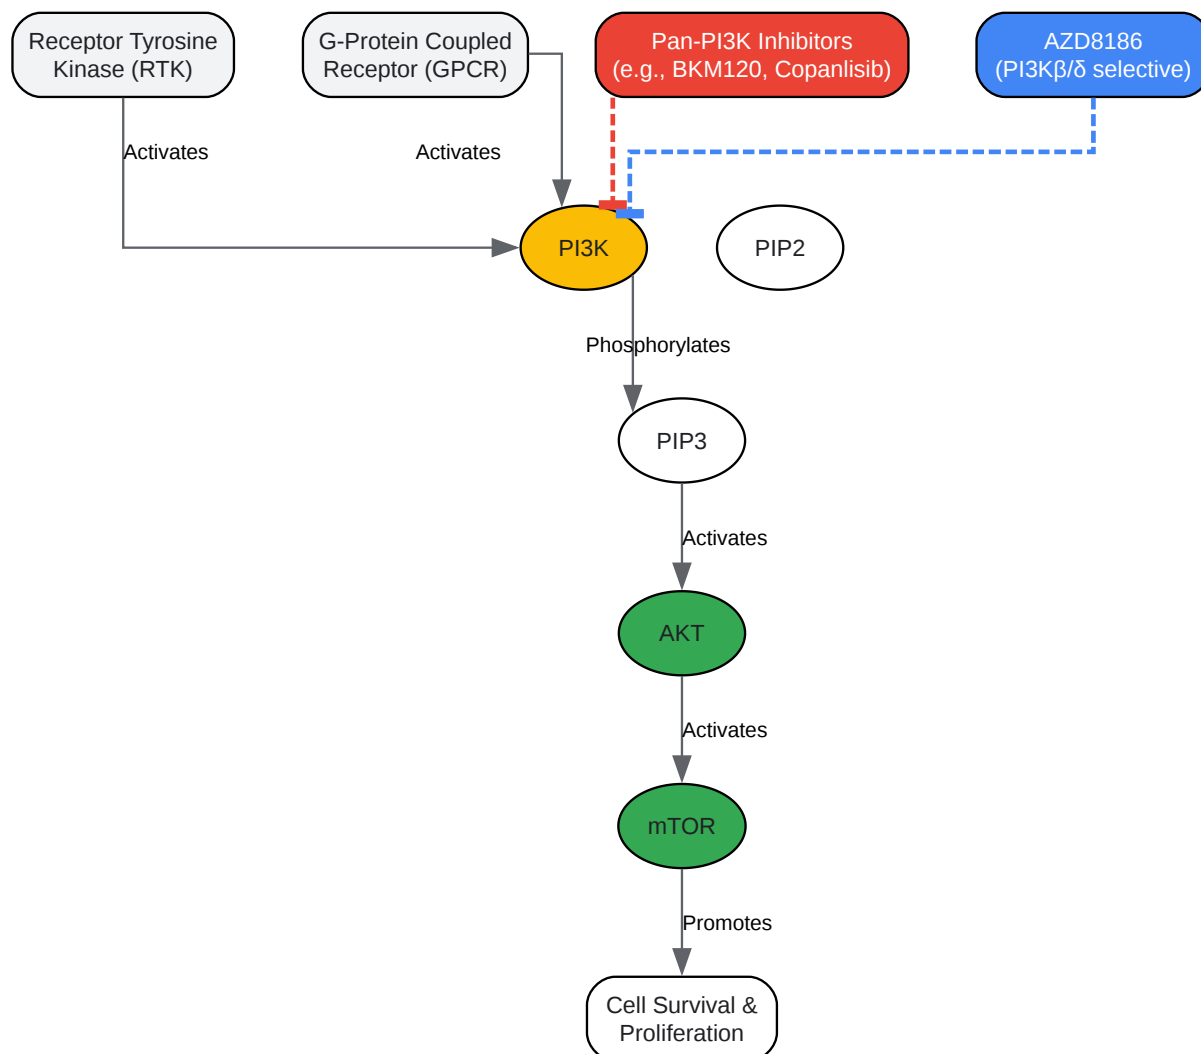 Receptor Tyrosine
Kinase (RTK)
G-Protein Coupled
Receptor (GPCR)
Pan-PI3K Inhibitors
(e.g., BKM120, Copanlisib)
AZD8186
(PI3Kβ/δ selective)
Activates
Activates
PI3K
PIP2
Phosphorylates
PIP3
Activates
AKT
Activates
mTOR
Promotes
Cell Survival &
Proliferation